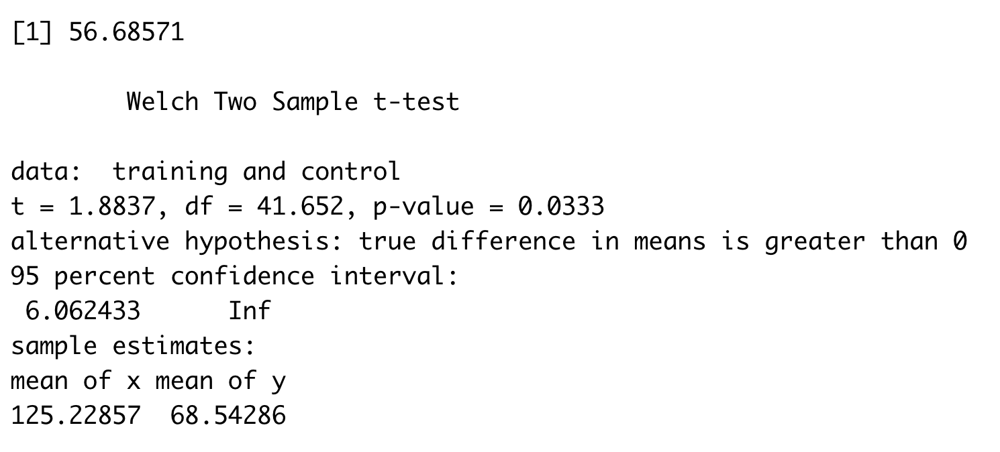 [1] 56.68571
Welch Two Sample t-test
data:  training and control
t = 1.8837, df = 41.652, p-value = 0.0333
alternative hypothesis: true difference in means is greater than 0
95 percent confidence interval:
 6.062433      Inf
sample estimates:
mean of x mean of y
125.22857  68.54286